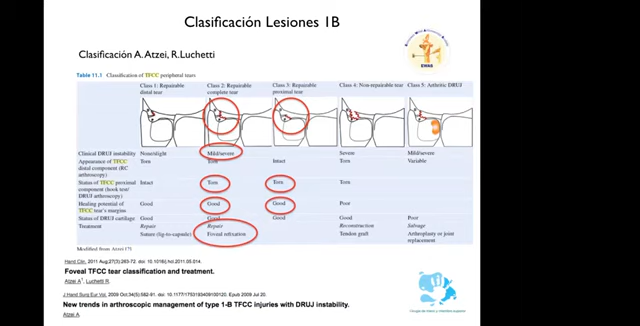 Clasificación Lesiones 1B
Clasificación A. Atzei, R. Luchetti
EWAS
Table 11.1 Classification of TFCC peripheral tears
Class 1: Repairable distal tear
Class 2: Repairable complete tear
Class 3: Repairable proximal tear
Class 4: Non-repairable tear
Class 5: Arthritic DRUJ
Clinical DRUJ instability None/slight Mild/severe Severe Mild/severe
Appearance of TFCC distal component (RC arthroscopy) Torn Torn Intact Torn Variable
Status of TFCC proximal component (hook test/DRUJ arthroscopy) Intact Torn Torn Torn
Healing potential of TFCC tear's margins Good Good Good Poor
Status of DRUJ cartilage Good Good Good Good Poor
Treatment Repair Repair Reconstruction Salvage
Suture (lig-to-capsule) Foveal refixation Tendon graft Arthroplasty or joint replacement
Modified from Atzei
Hand Clin. 2011 Aug;27(3):263-72. doi: 10.1016/j.hcl.2011.05.014.
Foveal TFCC tear classification and treatment.
Atzei A, Luchetti R.
J Hand Surg Eur Vol. 2009 Oct;34(5):582-91. doi: 10.1177/1753193409100120. Epub 2009 Jul 20.
New trends in arthroscopic management of type 1-B TFCC injuries with DRUJ instability.
Atzei A